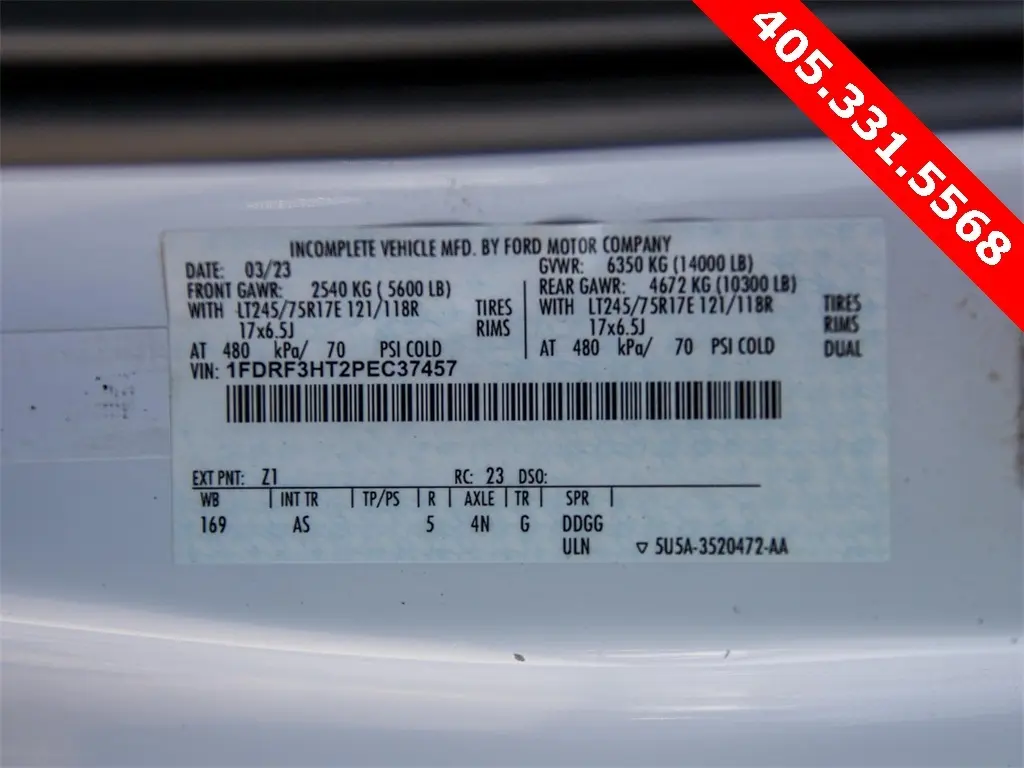 405.331.5568
INCOMPLETE VEHICLE MFD. BY FORD MOTOR COMPANY
DATE: 03/23 GVWR: 6350 KG (14000 LB)
FRONT GAWR: 2540 KG ( 5600 LB) REAR GAWR: 4672 KG (10300 LB)
WITH LT245/75R17E 121/118R TIRES WITH LT245/75R17E 121/118R TIRES
17x6.5J RIMS 17x6.5J RIMS
AT 480 kPa/ 70 PSI COLD AT 480 kPa/ 70 PSI COLD DUAL
VIN: 1FDRF3HT2PEC37457
EXT PNT: Z1 RC: 23 DSO:
WB INT TR TP/PS R AXLE TR SPR
169 AS 5 4N G DDGG
ULN ▽ 5U5A-3520472-AA